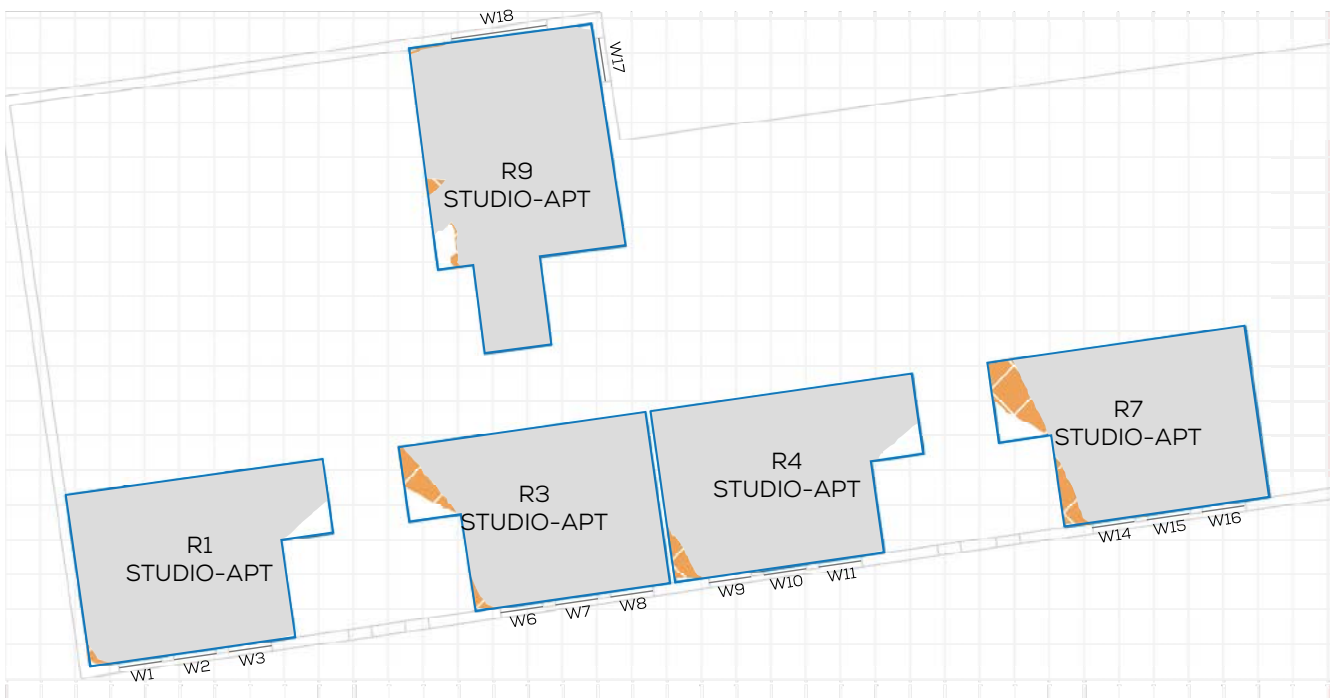 W18
W17
R9
STUDIO-APT
R7
STUDIO-APT
R4
STUDIO-APT
R3
STUDIO-APT
R1
STUDIO-APT
W16
W15
W14
W11
W10
W9
W8
W7
W6
W3
W2
W1